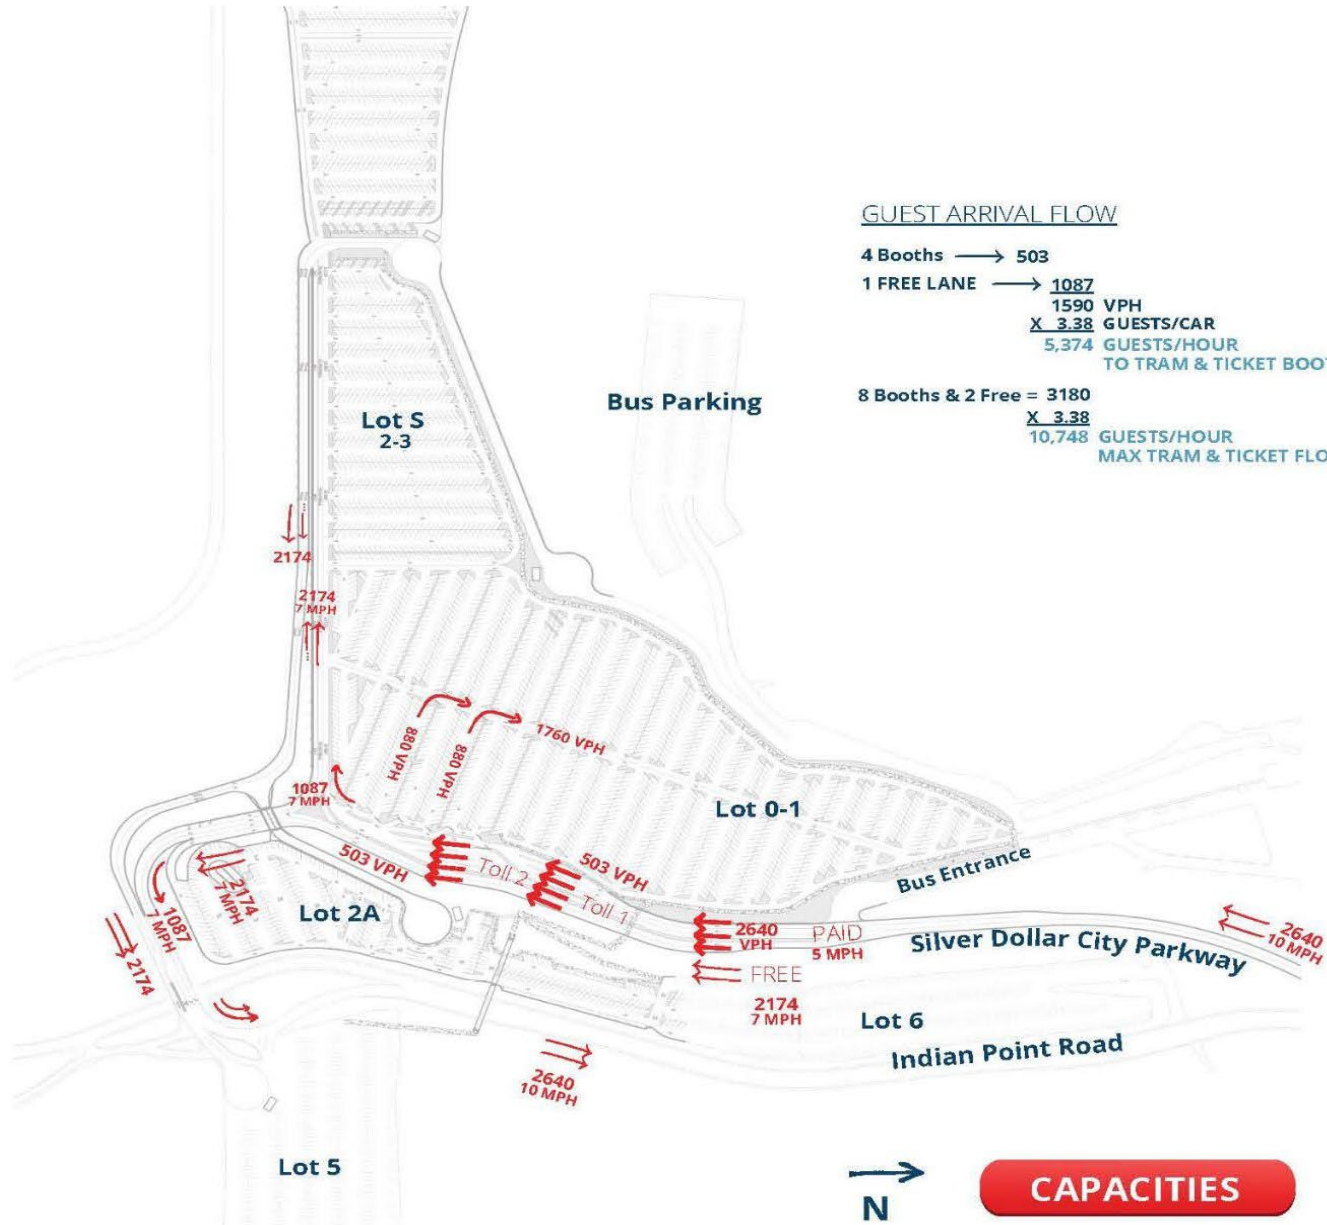 GUEST ARRIVAL FLOW
4 Booths → 503
1 FREE LANE → 1087
1590 VPH
X 3.38 GUESTS/CAR
5,374 GUESTS/HOUR
TO TRAM & TICKET BOO
8 Booths & 2 Free = 3180
X 3.38
10,748 GUESTS/HOUR
MAX TRAM & TICKET FLO
Lot S
2-3
Bus Parking
2174
2174
7 MPH
880 VPH
880 VPH
1760 VPH
1087
7 MPH
Lot 0-1
503 VPH
Toll 2
503 VPH
Toll 1
Bus Entrance
2174
7 MPH
Lot 2A
1087
7 MPH
2174
2640
VPH
PAID
5 MPH
Silver Dollar City Parkway
2640
10 MPH
FREE
2174
7 MPH
Lot 6
Indian Point Road
2640
10 MPH
Lot 5
N
CAPACITIES